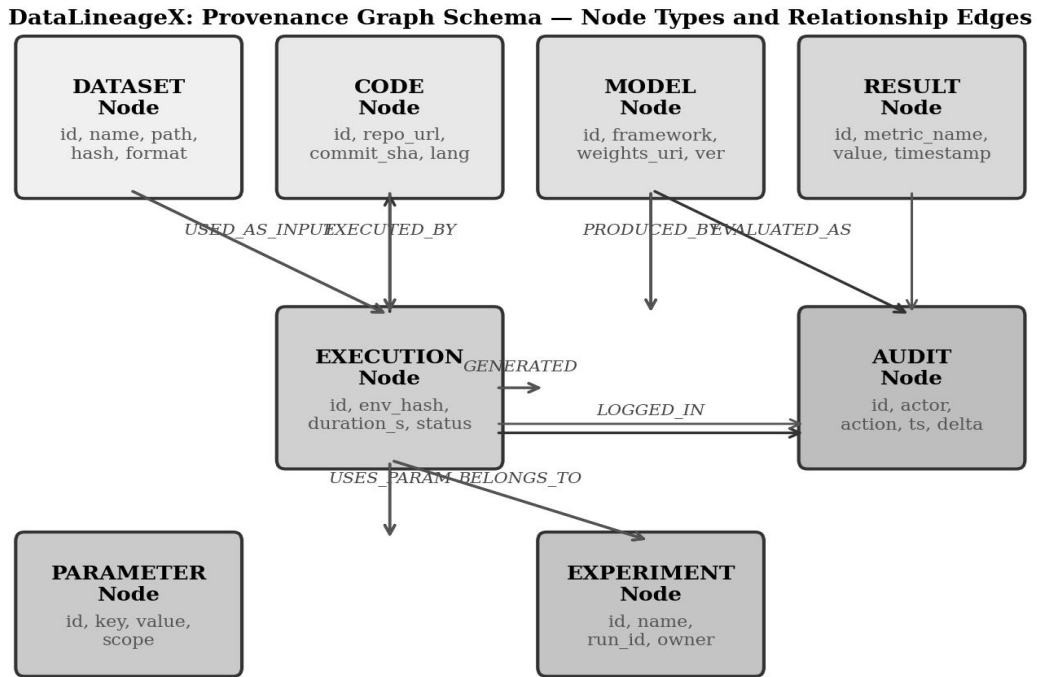 DataLineageX: Provenance Graph Schema — Node Types and Relationship Edges
DATASET
Node
id, name, path,
hash, format
CODE
Node
id, repo_url,
commit_sha, lang
MODEL
Node
id, framework,
weights_uri, ver
RESULT
Node
id, metric_name,
value, timestamp
USED_AS_INPUT
EXECUTED_BY
PRODUCED_BY
EVALUATED_AS
EXECUTION
Node
id, env_hash,
duration_s, status
GENERATED
LOGGED_IN
AUDIT
Node
id, actor,
action, ts, delta
USES_PARAM
BELONGS_TO
PARAMETER
Node
id, key, value,
scope
EXPERIMENT
Node
id, name,
run_id, owner